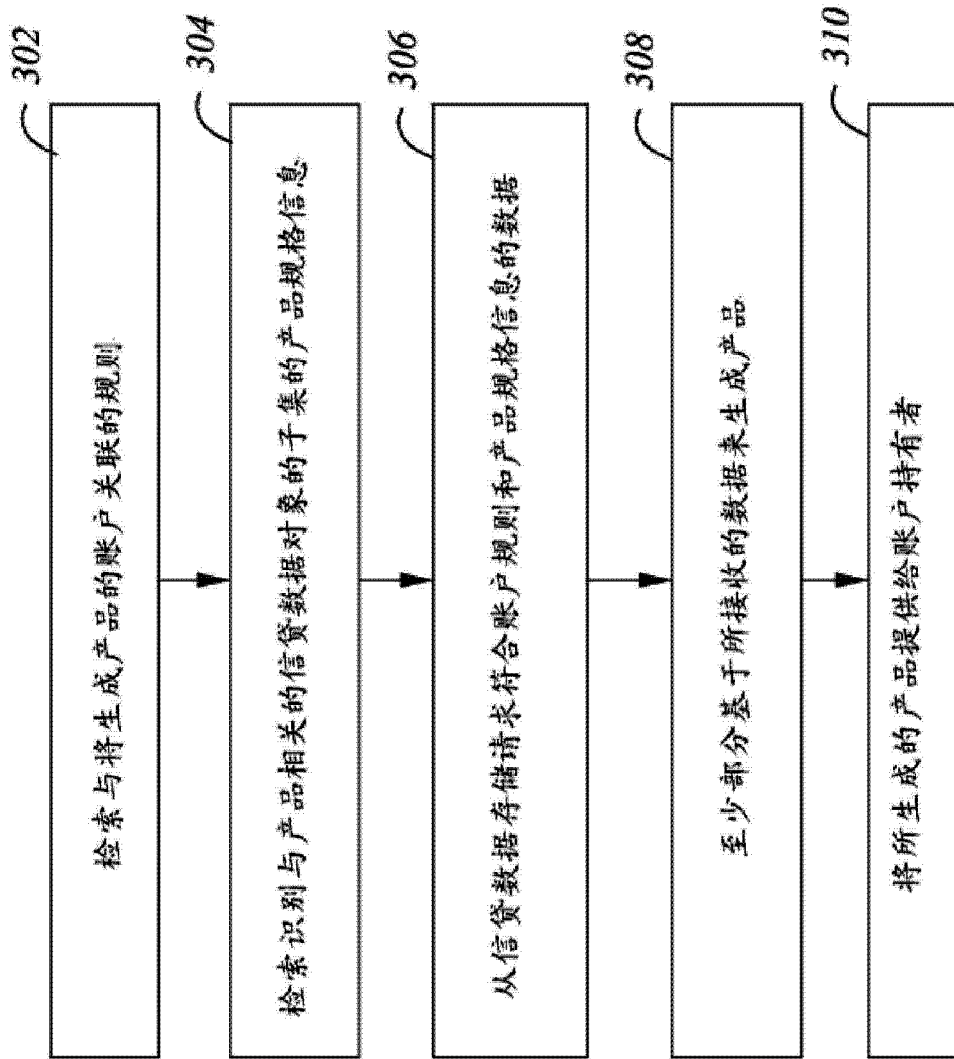 302
检索与将生成产品的账户关联的规则
304
检索识别与产品相关的信贷数据对象的子集的产品规格信息
306
从信贷数据存储请求符合账户规则和产品规格信息的数据
308
至少部分基于所接收的数据来生成产品
310
将所生成的产品提供给账户持有者